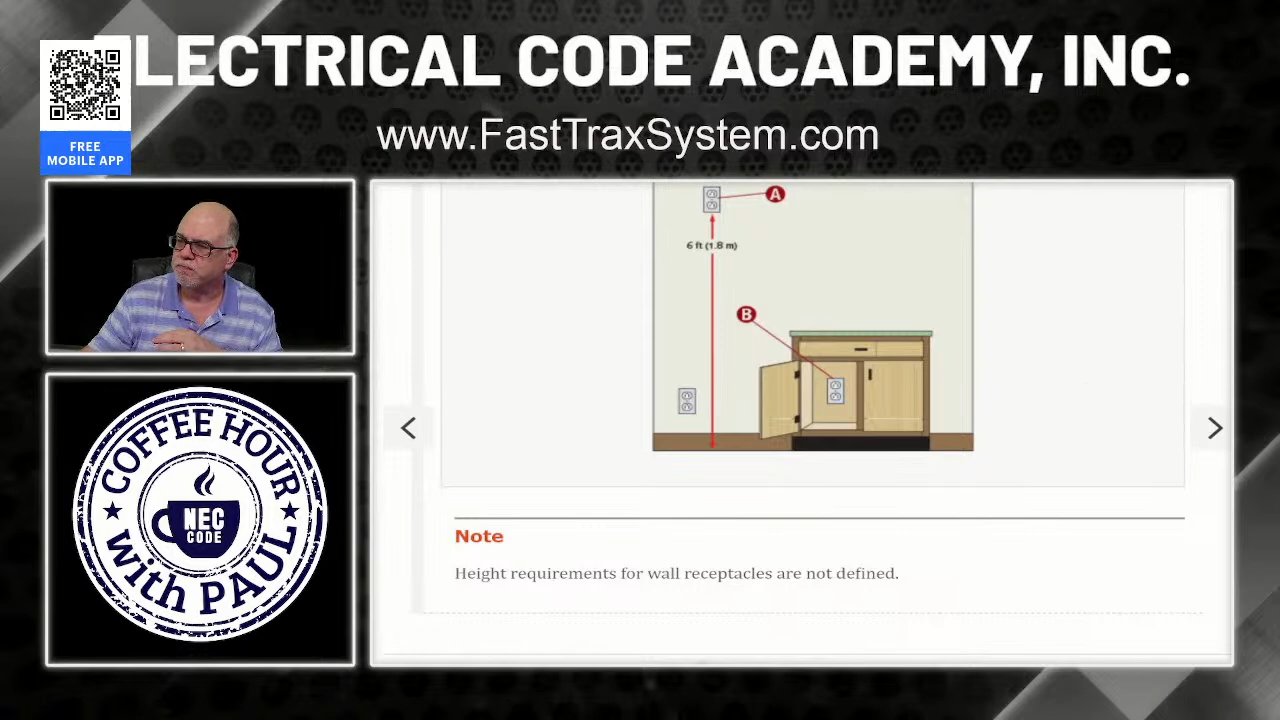 ELECTRICAL CODE ACADEMY, INC.
www.FastTraxSystem.com
FREE
MOBILE APP
A
6 ft (1.8 m)
B
Note
Height requirements for wall receptacles are not defined.
COFFEE HOUR
NEC
CODE
with PAUL